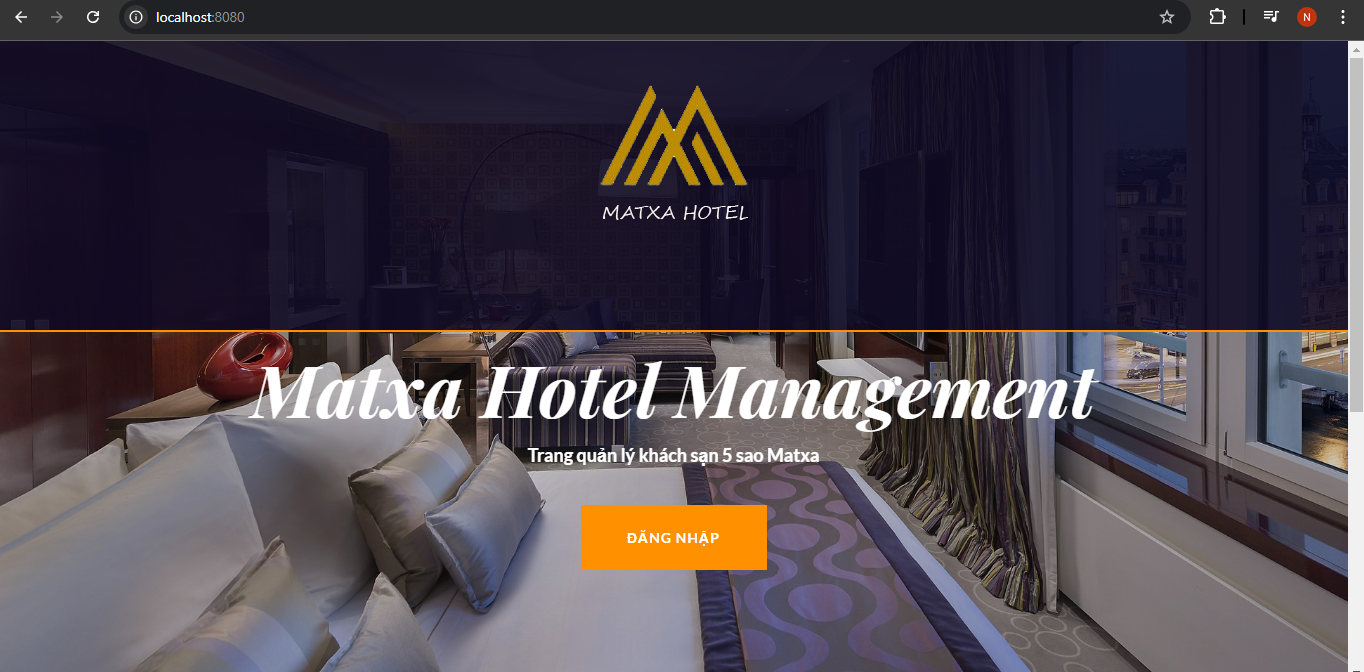 localhost:8080
N
MATXA HOTEL
Matxa Hotel Management
Trang quản lý khách sạn 5 sao Matxa
ĐĂNG NHẬP